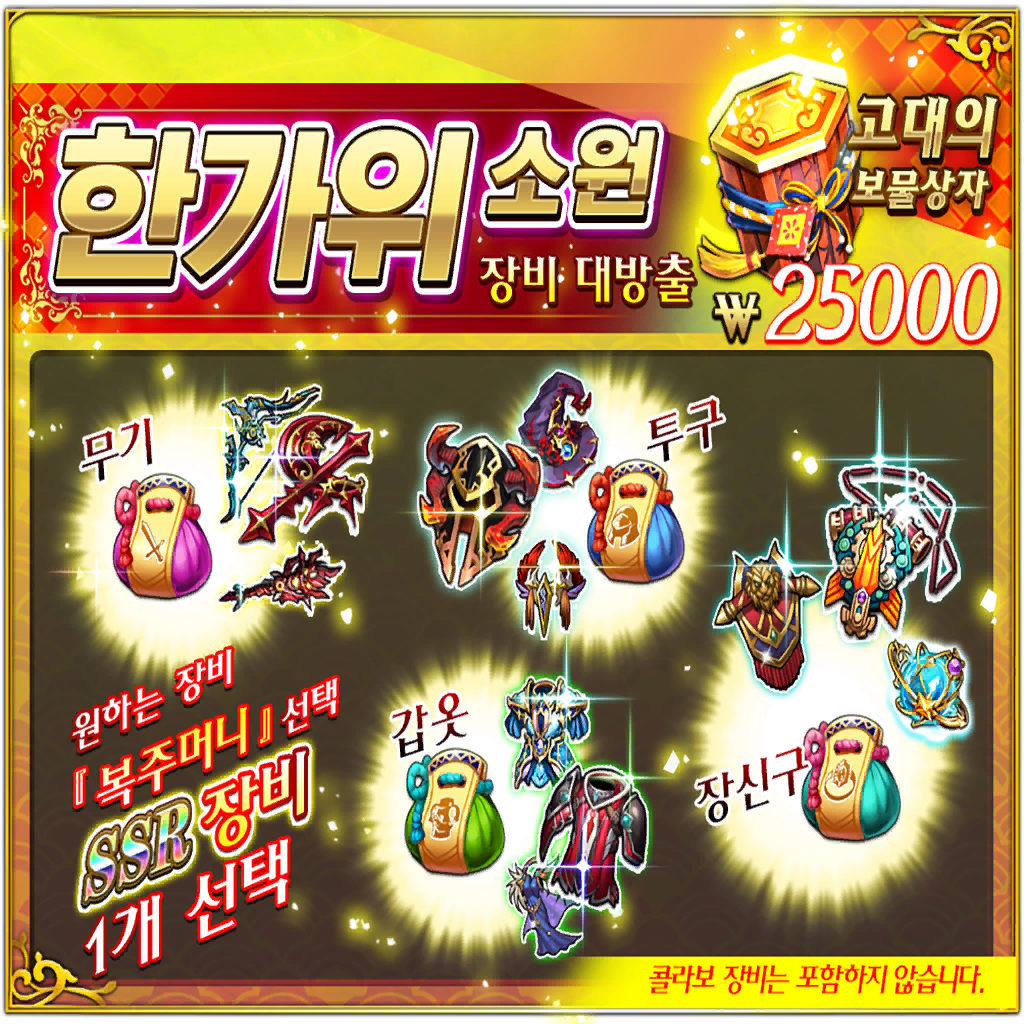 한가위 소원
장비 대방출
고대의
보물상자
₩25000
무기
투구
갑옷
장신구
원하는 장비
『복주머니』선택
SSR 장비
1개 선택
콜라보 장비는 포함하지 않습니다.